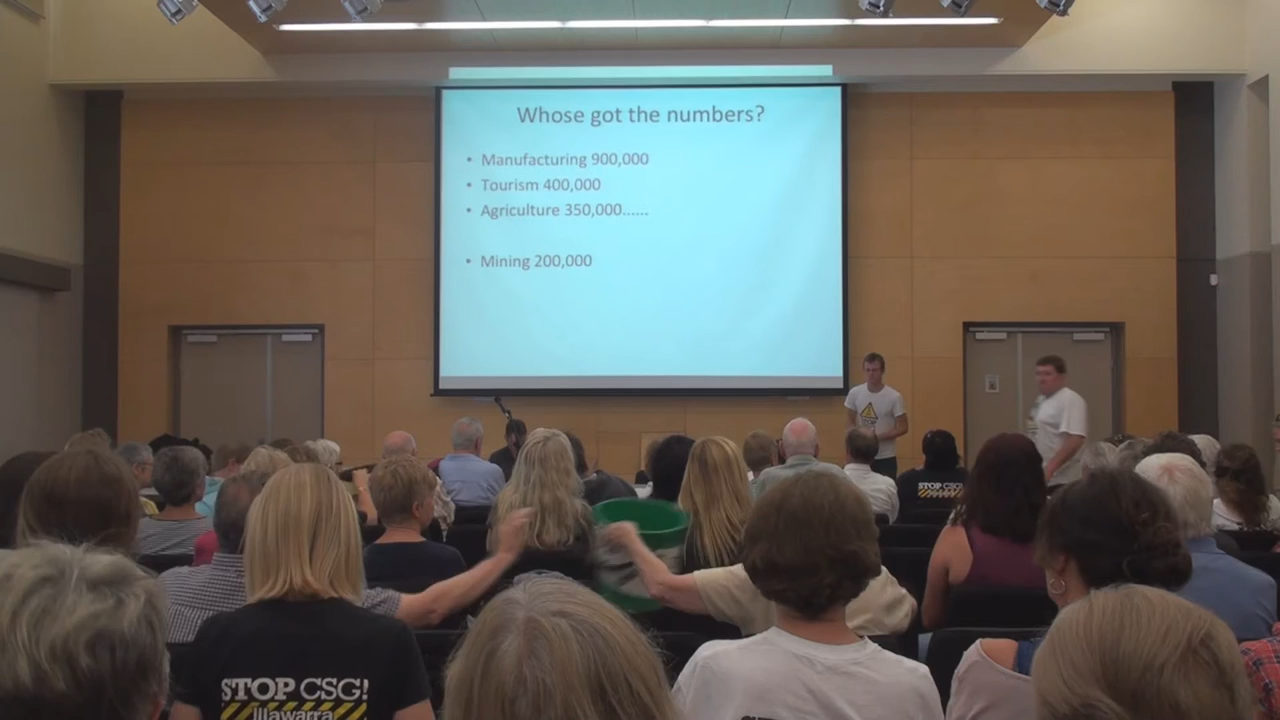 Whose got the numbers?
• Manufacturing 900,000
• Tourism 400,000
• Agriculture 350,000......
• Mining 200,000
STOP CSG!
STOP CSG!
Illawarra